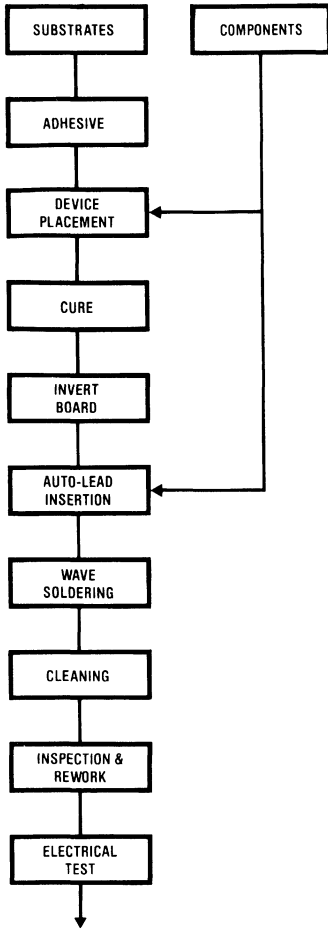 SUBSTRATES
COMPONENTS
ADHESIVE
DEVICE
PLACEMENT
CURE
INVERT
BOARD
AUTO-LEAD
INSERTION
WAVE
SOLDERING
CLEANING
INSPECTION &
REWORK
ELECTRICAL
TEST